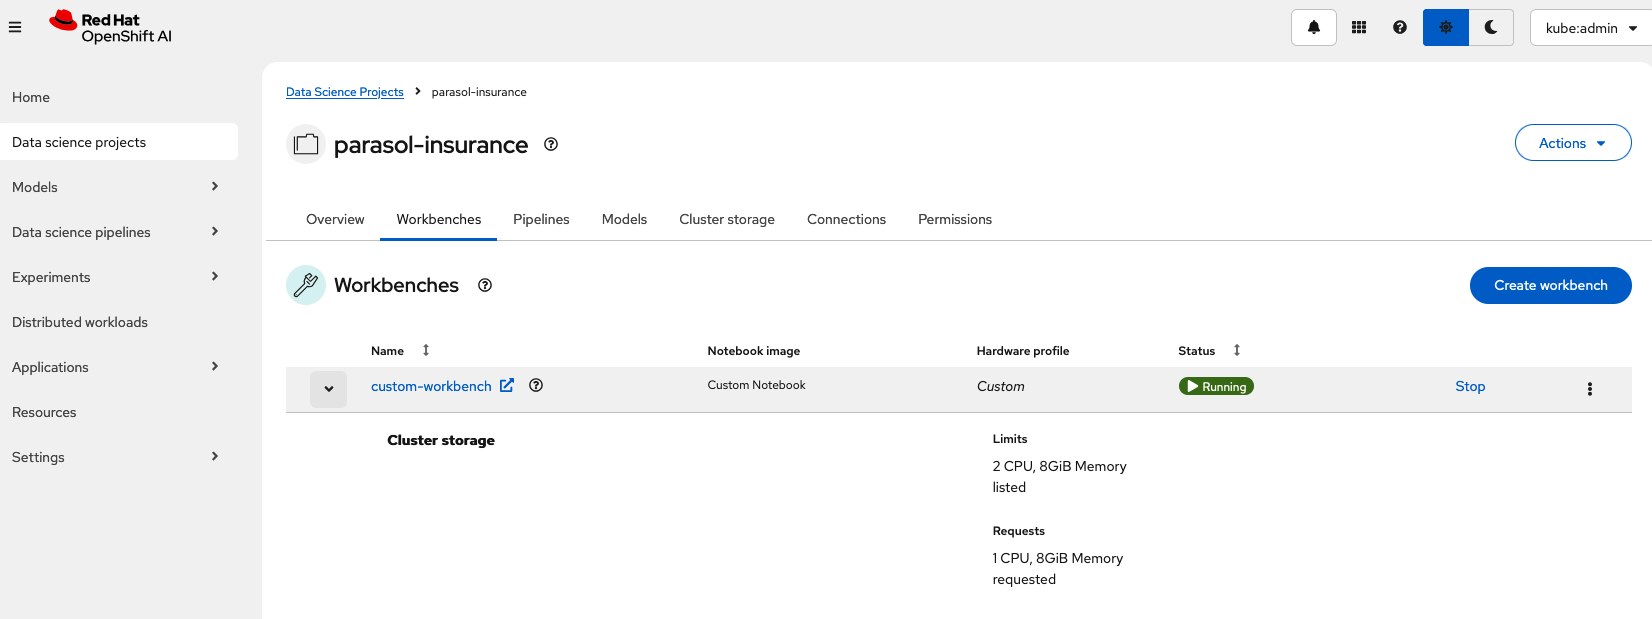 Red Hat
OpenShift AI
kube:admin
Home
Data science projects
Models
Data science pipelines
Experiments
Distributed workloads
Applications
Resources
Settings
Data Science Projects > parasol-insurance
parasol-insurance
Actions
Overview Workbenches Pipelines Models Cluster storage Connections Permissions
Workbenches
Create workbench
Name Notebook image Hardware profile Status
custom-workbench Custom Notebook Custom Running Stop
Cluster storage
Limits
2 CPU, 8GiB Memory
listed
Requests
1 CPU, 8GiB Memory
requested